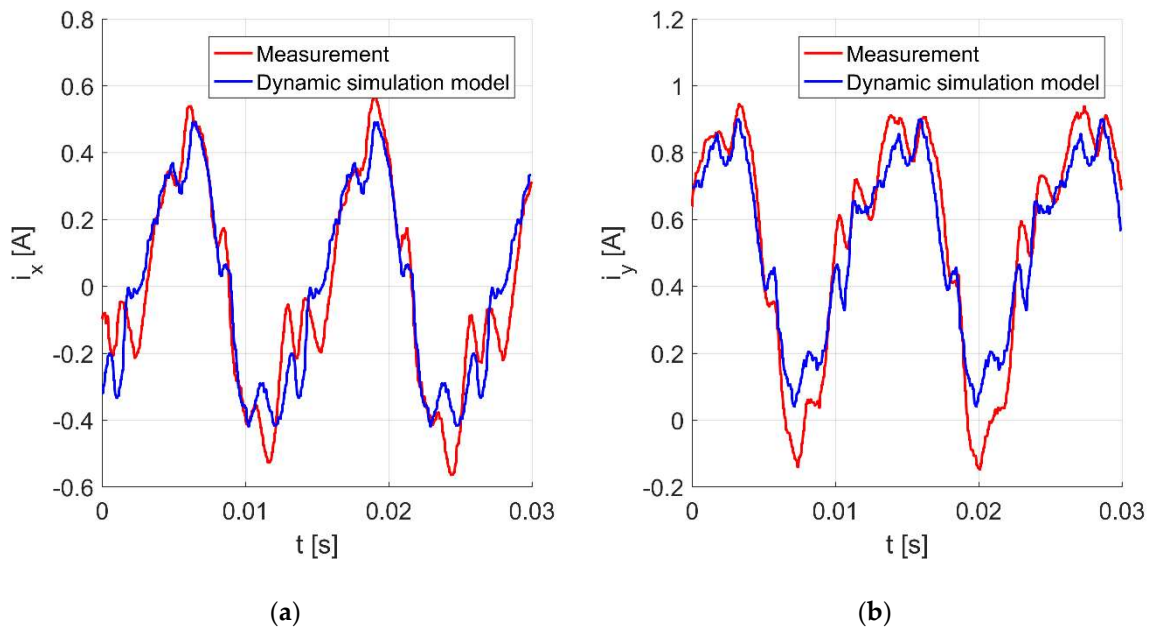 0.8
0.6
0.4
0.2
0
-0.2
-0.4
-0.6
i_x [A]
0
0.01
0.02
0.03
t [s]
Measurement
Dynamic simulation model
(a)
1.2
1
0.8
0.6
0.4
0.2
0
-0.2
i_y [A]
0
0.01
0.02
0.03
t [s]
Measurement
Dynamic simulation model
(b)